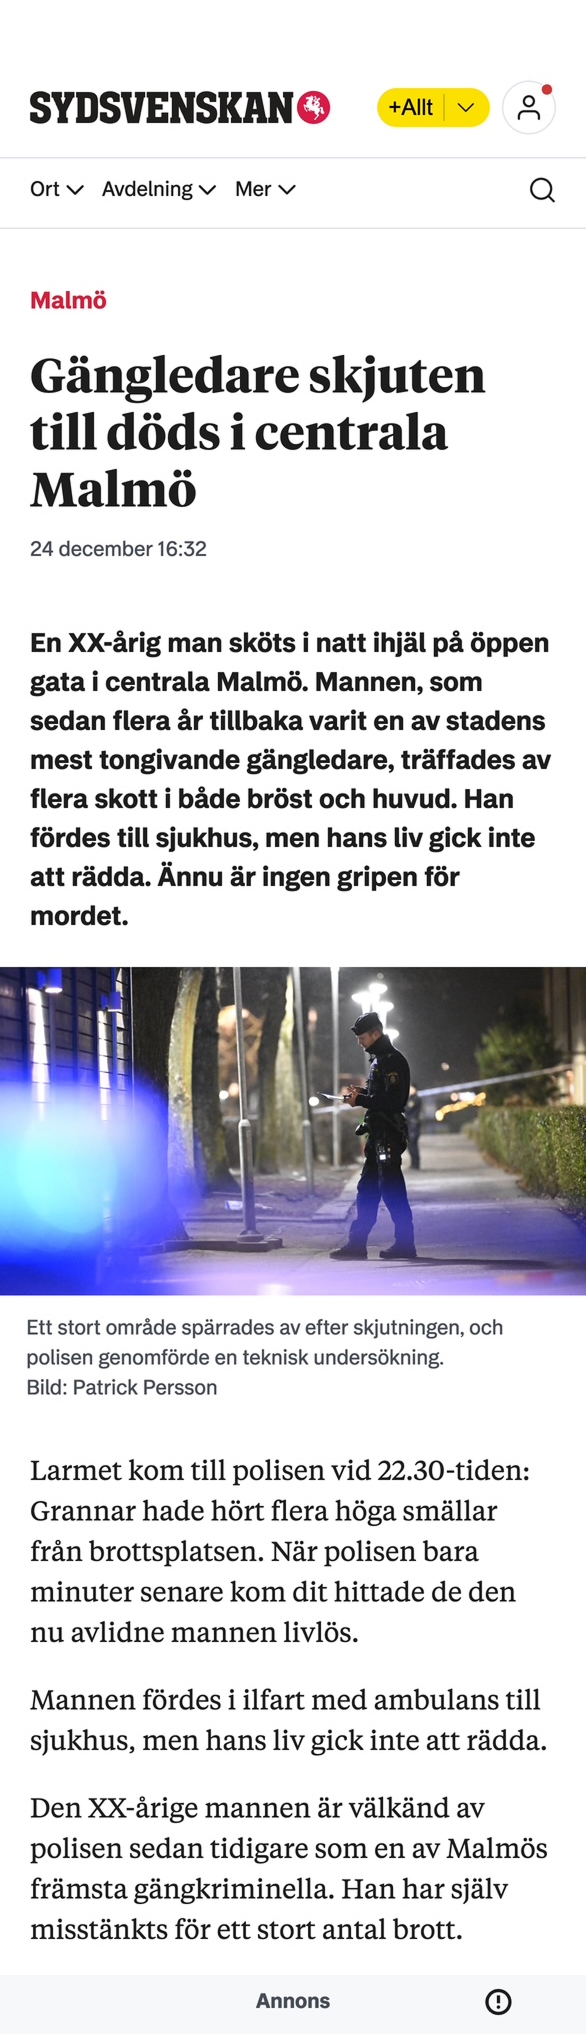 SYDSVENSKAN
+Allt
Ort Avdelning Mer
Malmö
Gängledare skjuten
till döds i centrala
Malmö
24 december 16:32
En XX-årig man sköts i natt ihjäl på öppen
gata i centrala Malmö. Mannen, som
sedan flera år tillbaka varit en av stadens
mest tongivande gängledare, träffades av
flera skott i både bröst och huvud. Han
fördes till sjukhus, men hans liv gick inte
att rädda. Ännu är ingen gripen för
mordet.
Ett stort område spärrades av efter skjutningen, och
polisen genomförde en teknisk undersökning.
Bild: Patrick Persson
Larmet kom till polisen vid 22.30-tiden:
Grannar hade hört flera höga smällar
från brottsplatsen. När polisen bara
minuter senare kom dit hittade de den
nu avlidne mannen livlös.
Mannen fördes i ilfart med ambulans till
sjukhus, men hans liv gick inte att rädda.
Den XX-årige mannen är välkänd av
polisen sedan tidigare som en av Malmös
främsta gängkriminella. Han har själv
misstänkts för ett stort antal brott.
Annons